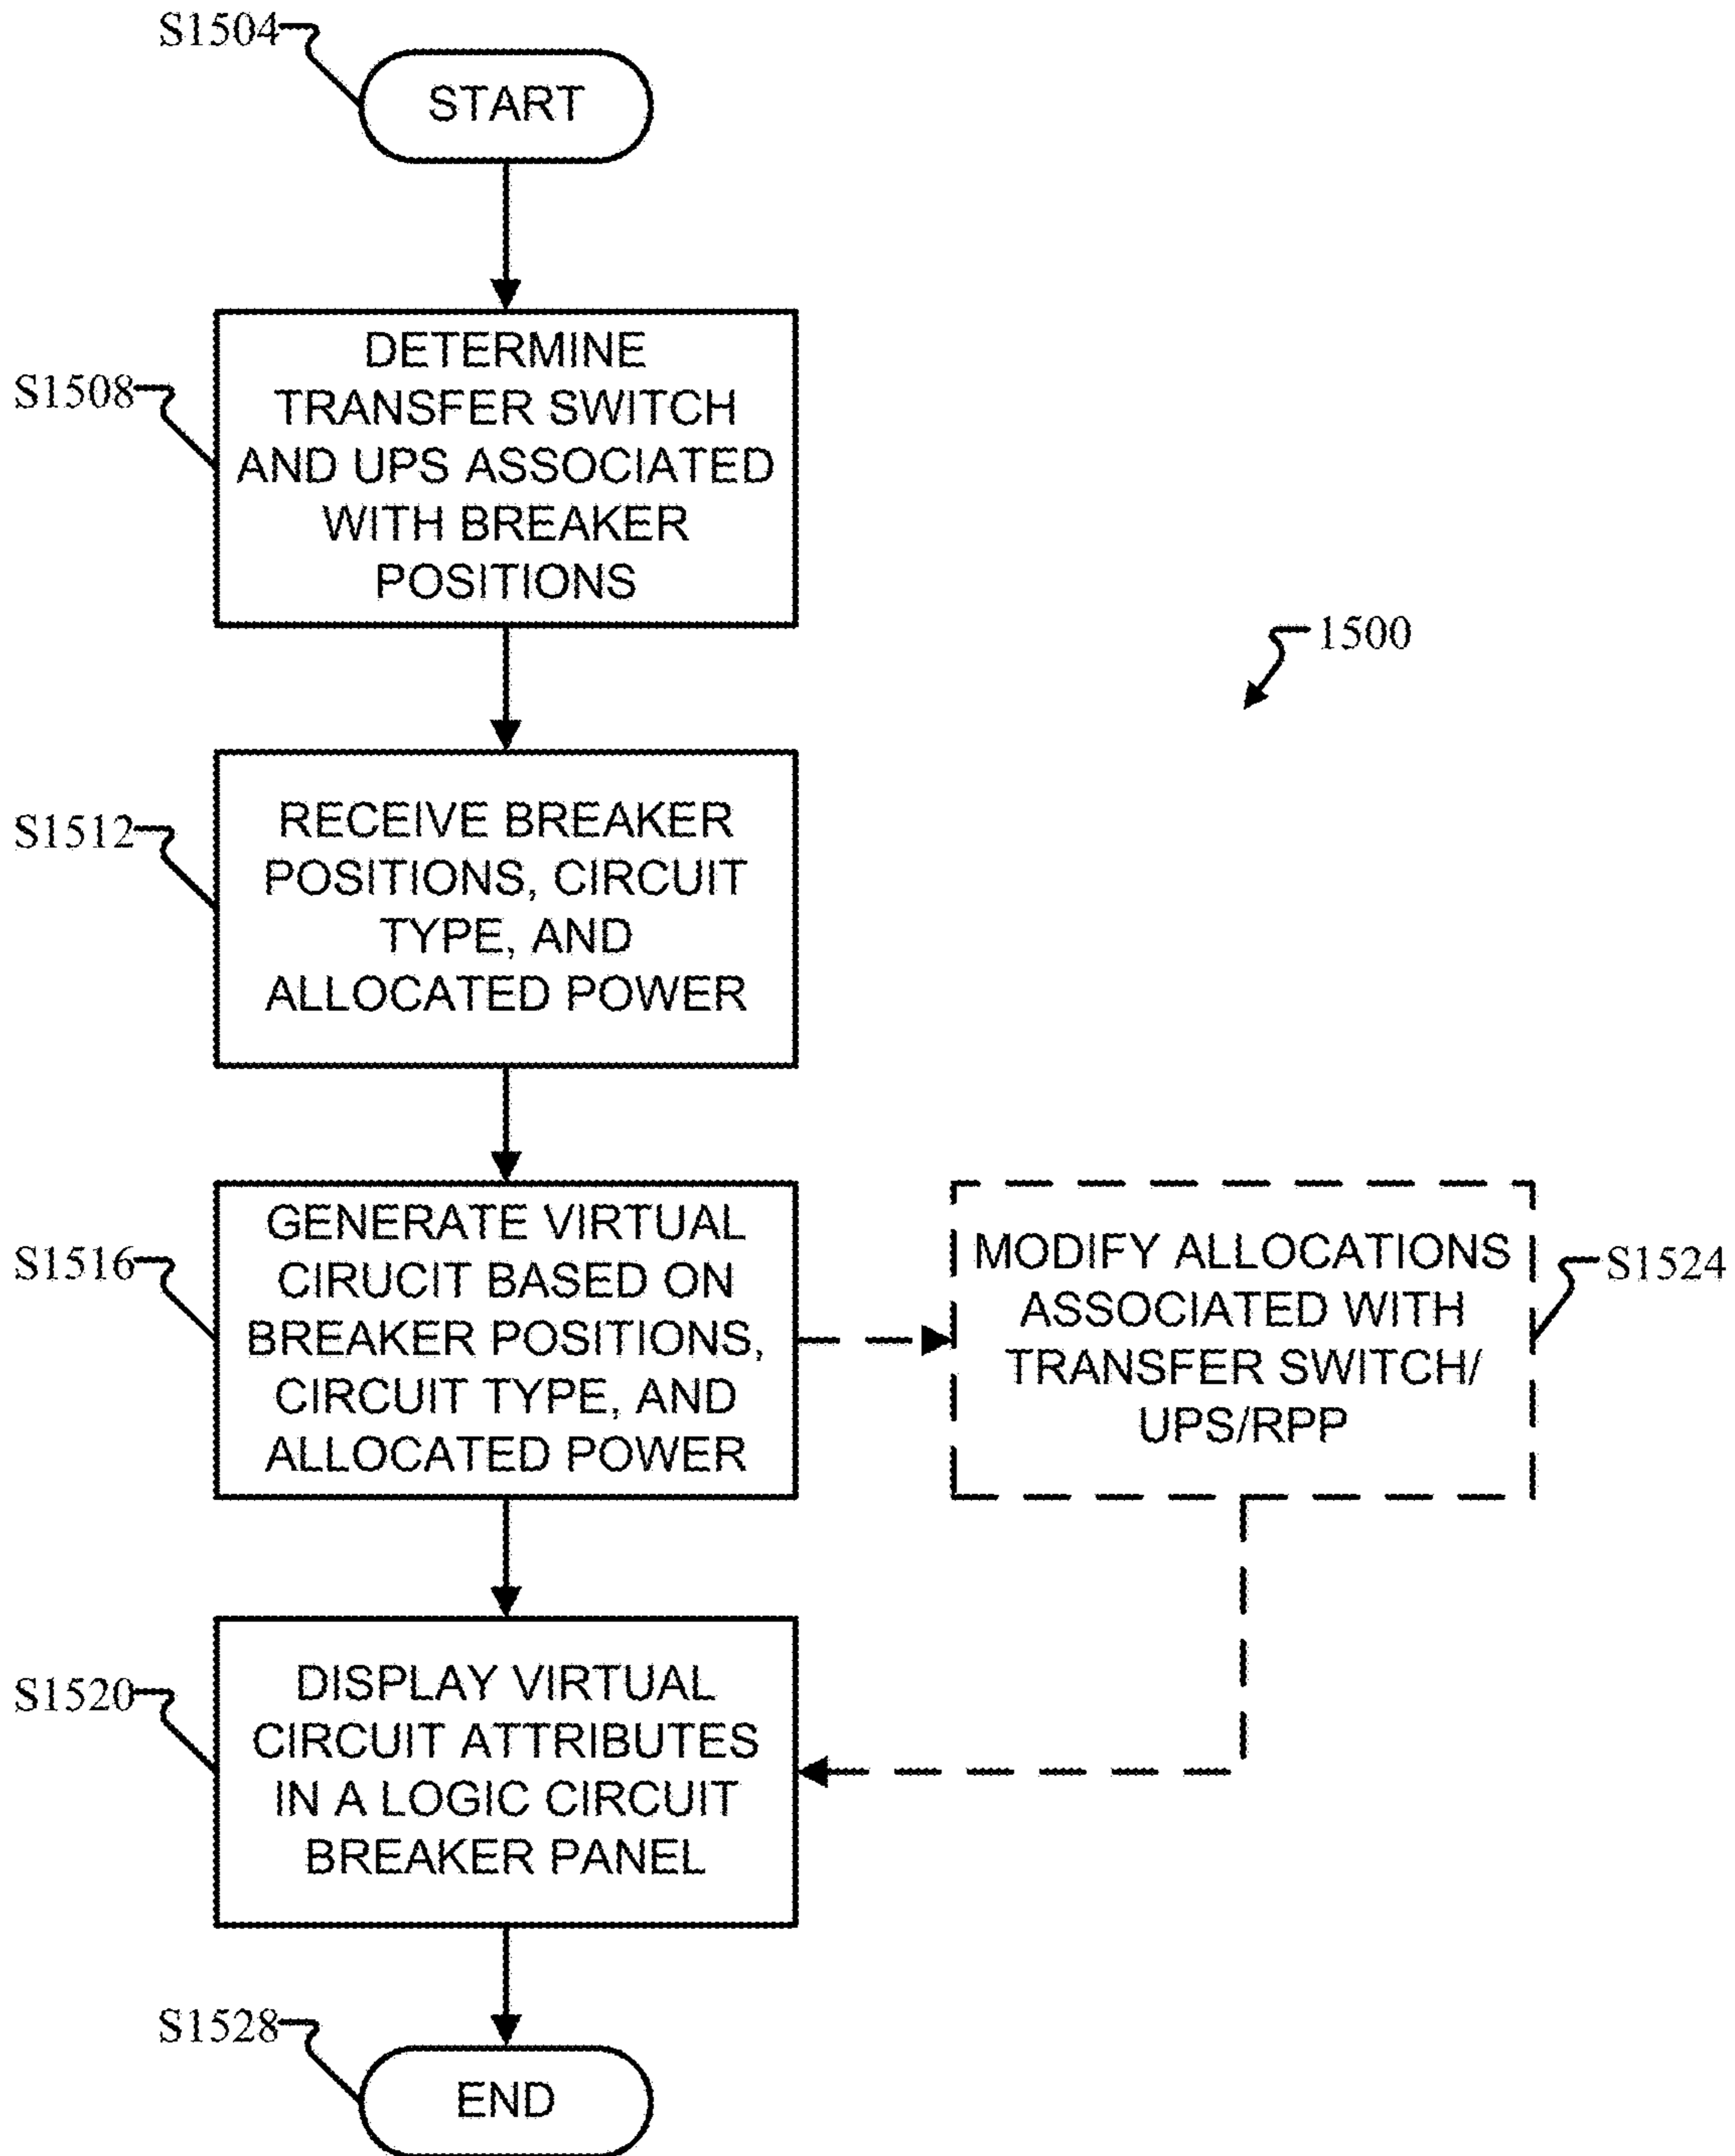 S1504
START
S1508
DETERMINE
TRANSFER SWITCH
AND UPS ASSOCIATED
WITH BREAKER
POSITIONS
1500
S1512
RECEIVE BREAKER
POSITIONS, CIRCUIT
TYPE, AND
ALLOCATED POWER
S1516
GENERATE VIRTUAL
CIRUCIT BASED ON
BREAKER POSITIONS,
CIRCUIT TYPE, AND
ALLOCATED POWER
MODIFY ALLOCATIONS
ASSOCIATED WITH
TRANSFER SWITCH/
UPS/RPP
S1524
S1520
DISPLAY VIRTUAL
CIRCUIT ATTRIBUTES
IN A LOGIC CIRCUIT
BREAKER PANEL
S1528
END